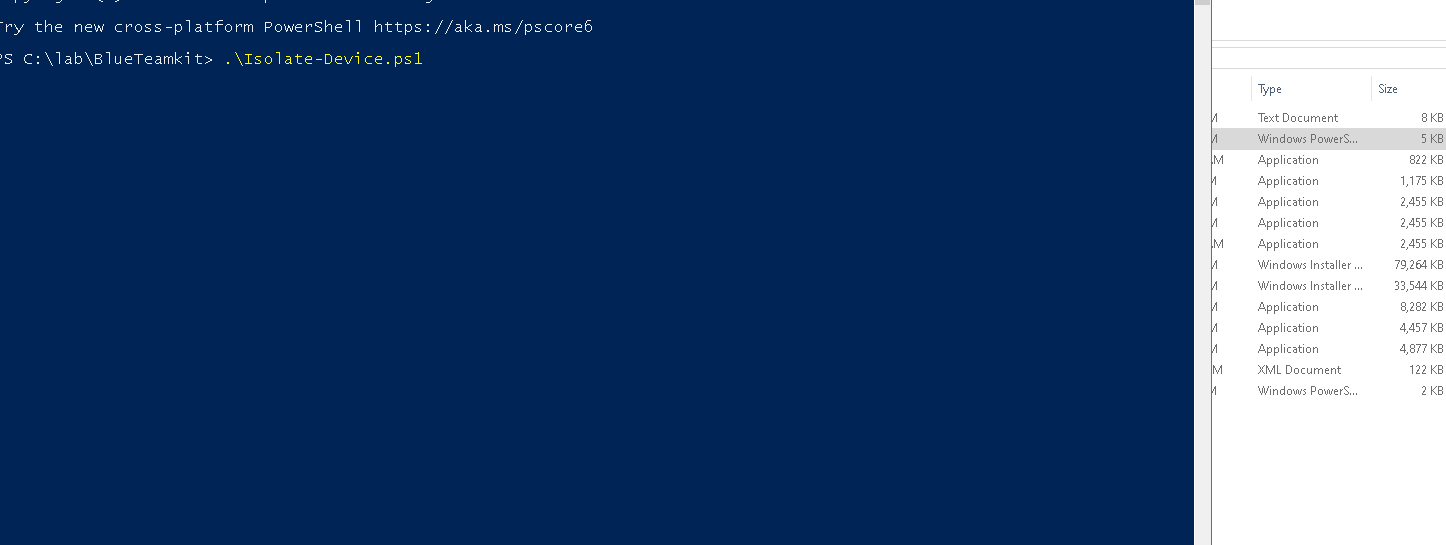 Try the new cross-platform PowerShell https://aka.ms/pscore6
PS C:\lab\BlueTeamkit> .\Isolate-Device.ps1
Type Size
M Text Document 8 KB
M Windows PowerS... 5 KB
AM Application 822 KB
M Application 1,175 KB
M Application 2,455 KB
M Application 2,455 KB
AM Application 2,455 KB
M Windows Installer ... 79,264 KB
M Windows Installer ... 33,544 KB
M Application 8,282 KB
M Application 4,457 KB
M Application 4,877 KB
M XML Document 122 KB
M Windows PowerS... 2 KB